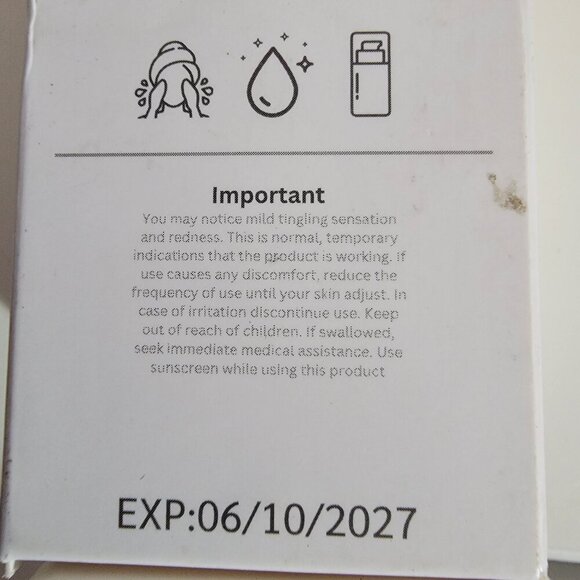 Important
You may notice mild tingling sensation
and redness. This is normal, temporary
indications that the product is working. If
use causes any discomfort, reduce the
frequency of use until your skin adjust. In
case of irritation discontinue use. Keep
out of reach of children. If swallowed,
seek immediate medical assistance. Use
sunscreen while using this product
EXP:06/10/2027